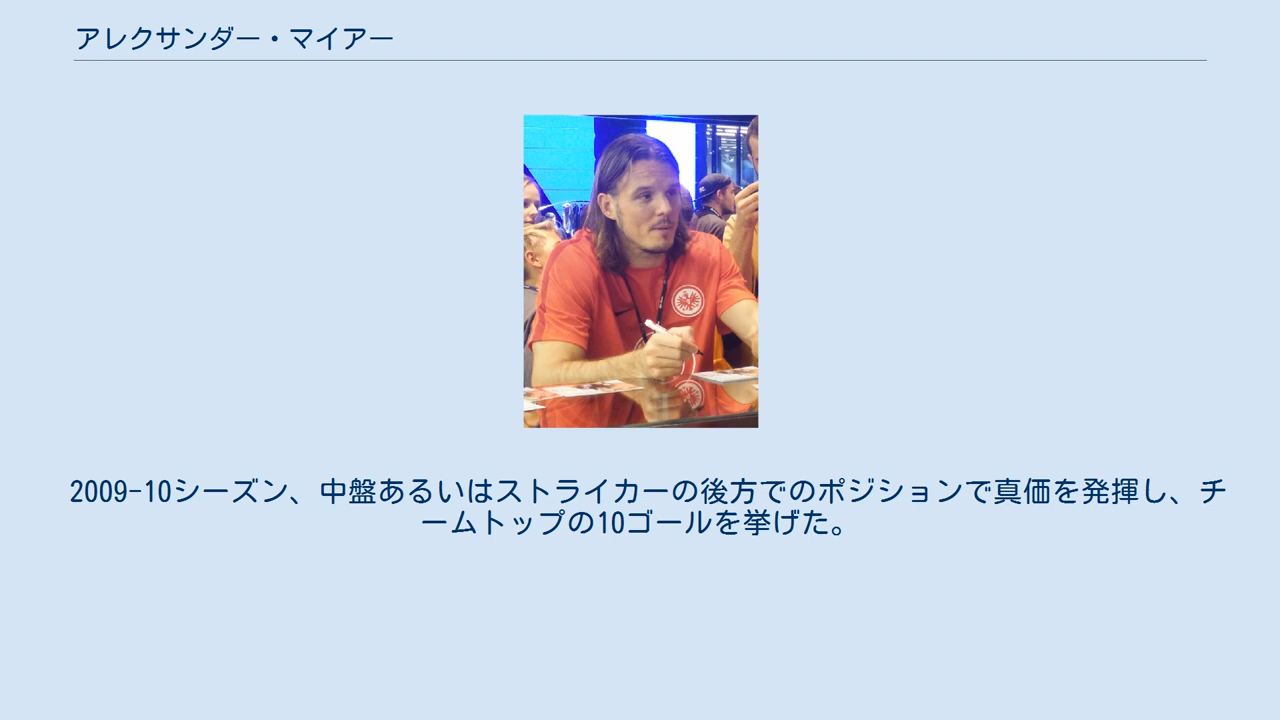 アレクサンダー・マイアー
2009-10シーズン、中盤あるいはストライカーの後方でのポジションで真価を発揮し、チ
ームトップの10ゴールを挙げた。